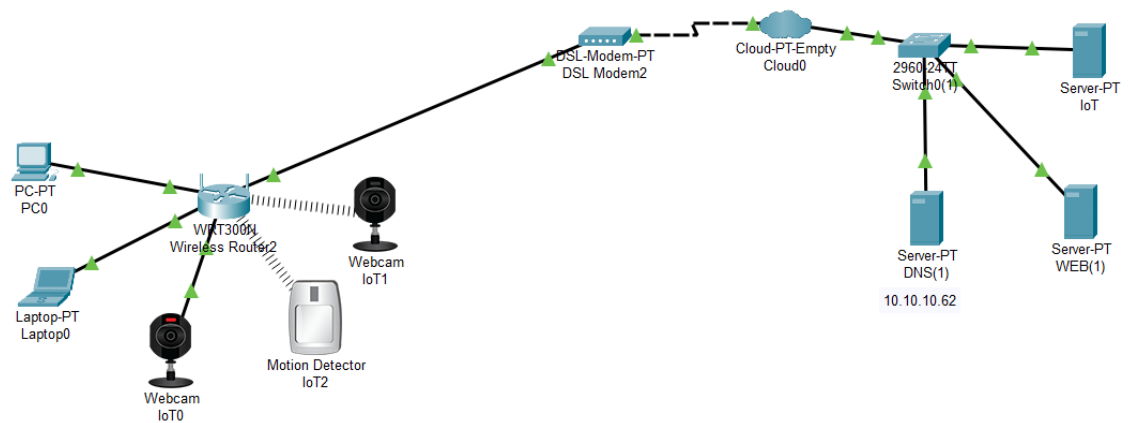 DSL-Modem-PT
DSL Modem2
Cloud-PT-Empty
Cloud0
2960-24TT
Switch0(1)
Server-PT
IoT
PC-PT
PC0
WRT300N
Wireless Router2
Webcam
IoT1
Server-PT
DNS(1)
10.10.10.62
Server-PT
WEB(1)
Laptop-PT
Laptop0
Motion Detector
IoT2
Webcam
IoT0